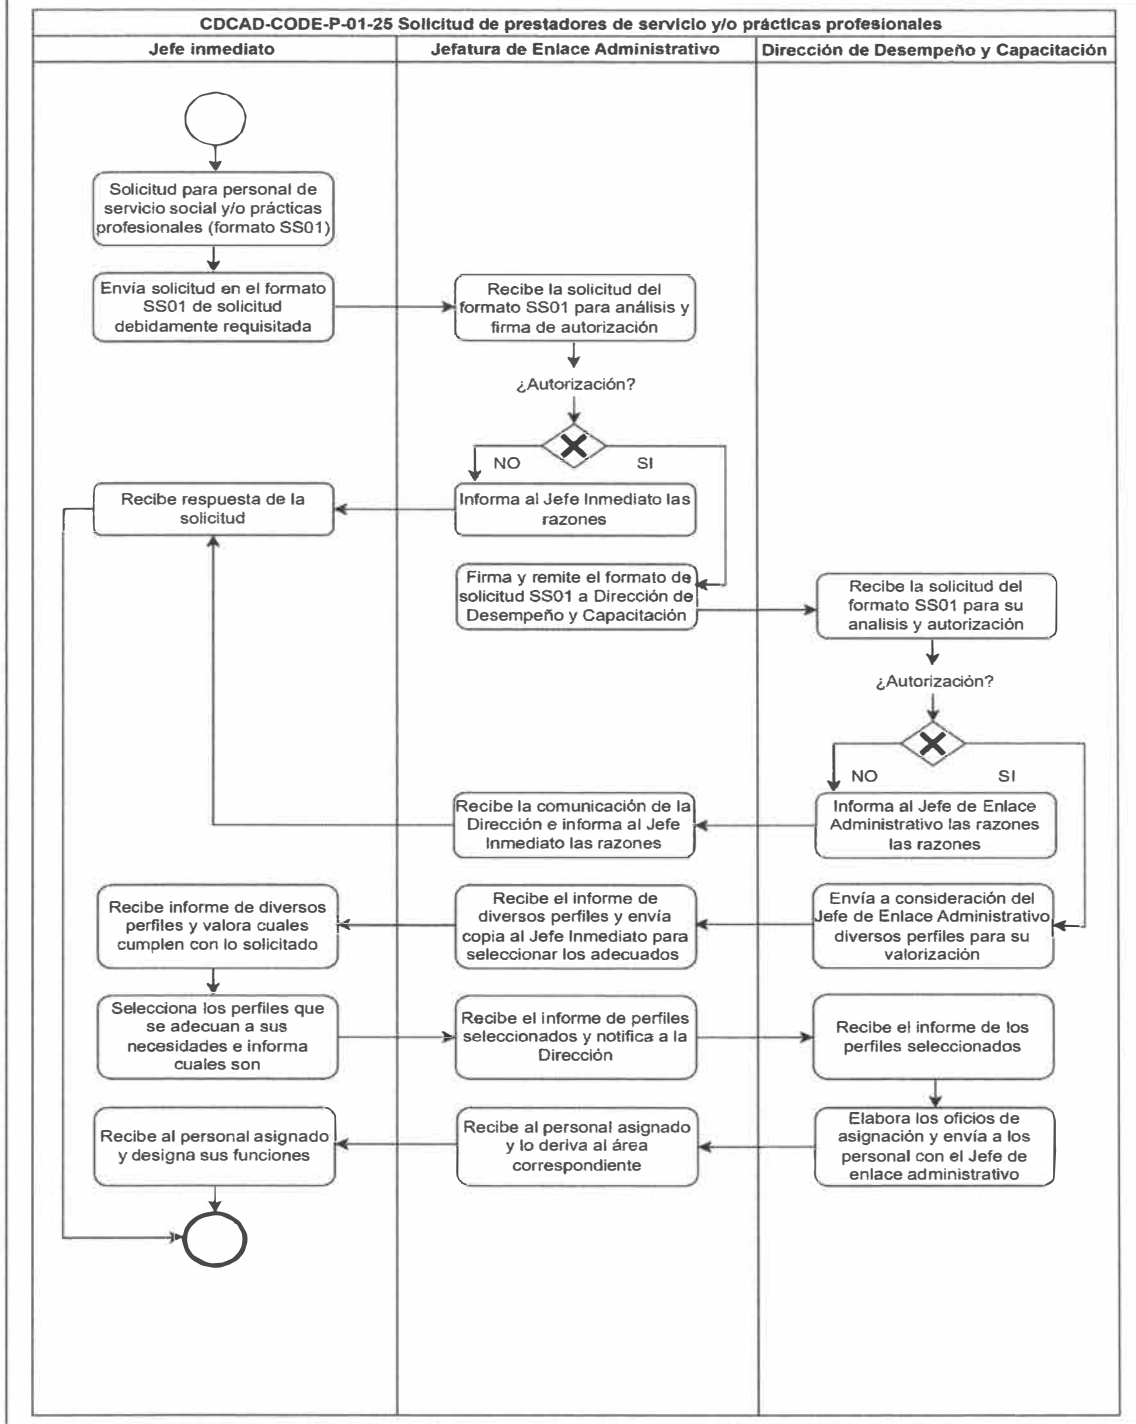 CDCAD-CODE-P-01-25 Solicitud de prestadores de servicio y/o prácticas profesionales
Jefe inmediato
Jefatura de Enlace Administrativo
Dirección de Desempeño y Capacitación
Solicitud para personal de
servicio social y/o prácticas
profesionales (formato SS01)
Envía solicitud en el formato
SS01 de solicitud
debidamente requisitada
Recibe la solicitud del
formato SS01 para análisis y
firma de autorización
¿Autorización?
NO
SI
Informa al Jefe Inmediato las
razones
Recibe respuesta de la
solicitud
Firma y remite el formato de
solicitud SS01 a Dirección de
Desempeño y Capacitación
Recibe la solicitud del
formato SS01 para su
analisis y autorización
¿Autorización?
NO
SI
Informa al Jefe de Enlace
Administrativo las razones
las razones
Recibe la comunicación de la
Dirección e informa al Jefe
Inmediato las razones
Envía a consideración del
Jefe de Enlace Administrativo
diversos perfiles para su
valorización
Recibe el informe de
diversos perfiles y envía
copia al Jefe Inmediato para
seleccionar los adecuados
Recibe informe de diversos
perfiles y valora cuales
cumplen con lo solicitado
Selecciona los perfiles que
se adecuan a sus
necesidades e informa
cuales son
Recibe el informe de perfiles
seleccionados y notifica a la
Dirección
Recibe el informe de los
perfiles seleccionados
Elabora los oficios de
asignación y envía a los
personal con el Jefe de
enlace administrativo
Recibe al personal asignado
y lo deriva al área
correspondiente
Recibe al personal asignado
y designa sus funciones